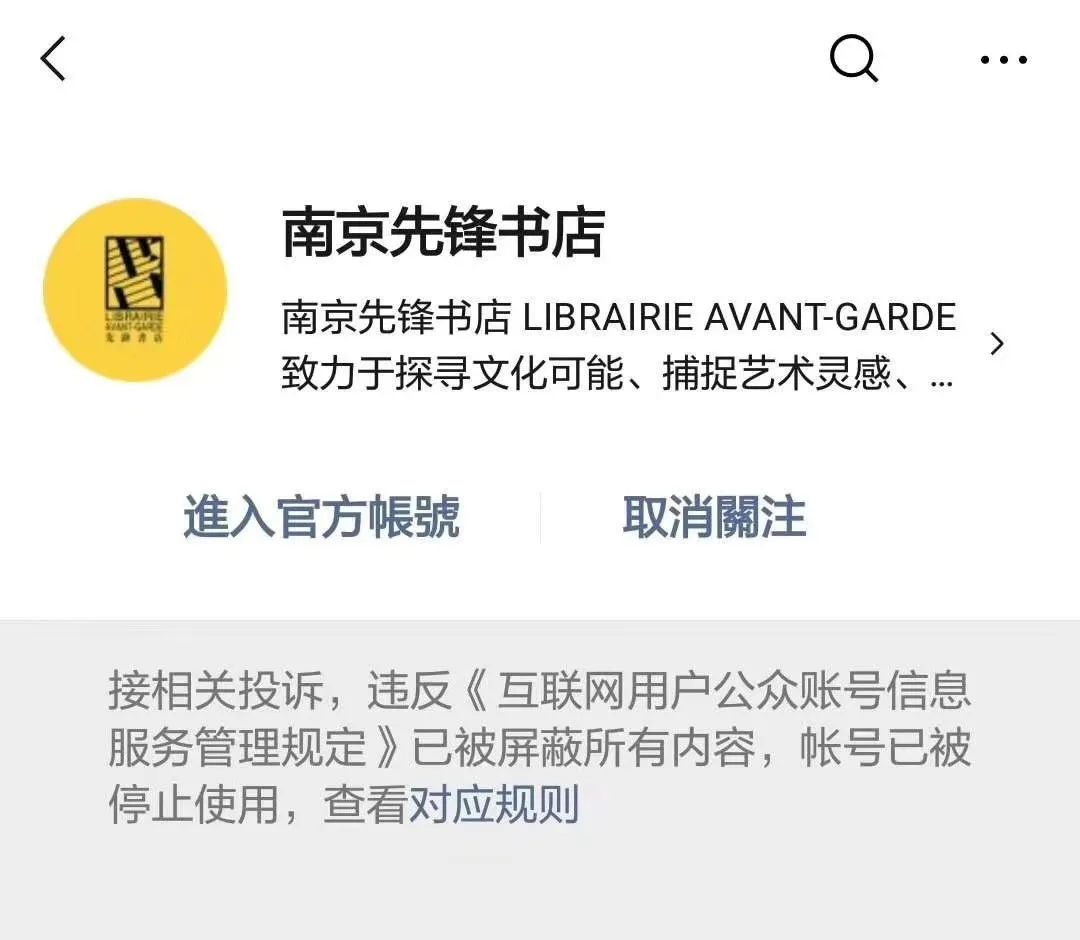 南京先锋书店
南京先锋书店 LIBRAIRIE AVANT-GARDE
致力于探寻文化可能、捕捉艺术灵感、...
LIBRAIRIE
AVANT-GARDE
先鋒書店
進入官方帳號
取消關注
接相关投诉，违反《互联网用户公众账号信息
服务管理规定》已被屏蔽所有内容，帐号已被
停止使用，查看对应规则